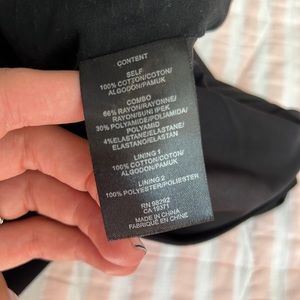 CONTENT
SELF
100% COTTON/COTON/
ALGODON/PAMUK
COMBO
66% RAYON/RAYONNE/
RAYON/SUNI IPEK
30% POLYAMIDE/POLIAMIDA/
POLYAMID
4% ELASTANE/ELASTANE/
ELASTANO/ELASTAN
LINING 1
100% COTTON/COTON/
ALGODON/PAMUK
LINING 2
100% POLYESTER/POLIESTER
RN 98292
CA 19371
MADE IN CHINA
FABRIQUÉ EN CHINE